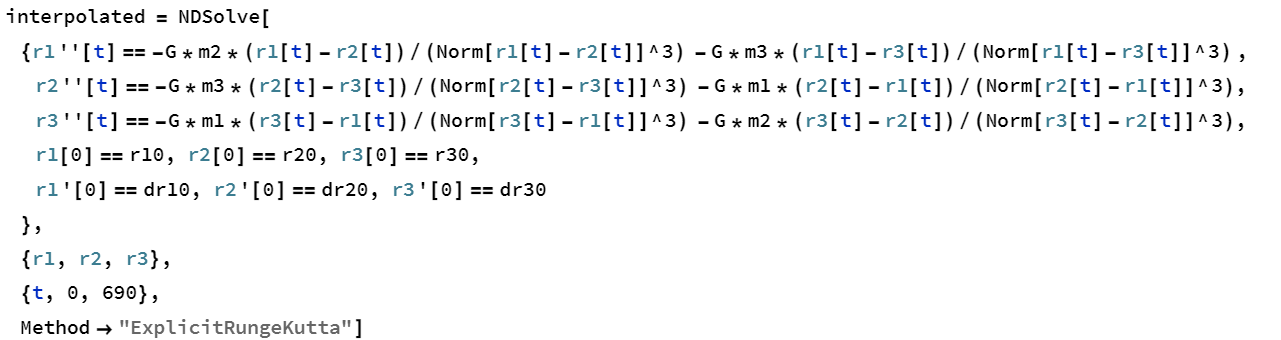 interpolated = NDSolve[
{r1''[t] == -G * m2 * (r1[t] - r2[t]) / (Norm[r1[t] - r2[t]]^3) - G * m3 * (r1[t] - r3[t]) / (Norm[r1[t] - r3[t]]^3) ,
r2''[t] == -G * m3 * (r2[t] - r3[t]) / (Norm[r2[t] - r3[t]]^3) - G * m1 * (r2[t] - r1[t]) / (Norm[r2[t] - r1[t]]^3),
r3''[t] == -G * m1 * (r3[t] - r1[t]) / (Norm[r3[t] - r1[t]]^3) - G * m2 * (r3[t] - r2[t]) / (Norm[r3[t] - r2[t]]^3),
r1[0] == r10, r2[0] == r20, r3[0] == r30,
r1'[0] == dr10, r2'[0] == dr20, r3'[0] == dr30
},
{r1, r2, r3},
{t, 0, 690},
Method → "ExplicitRungeKutta"]